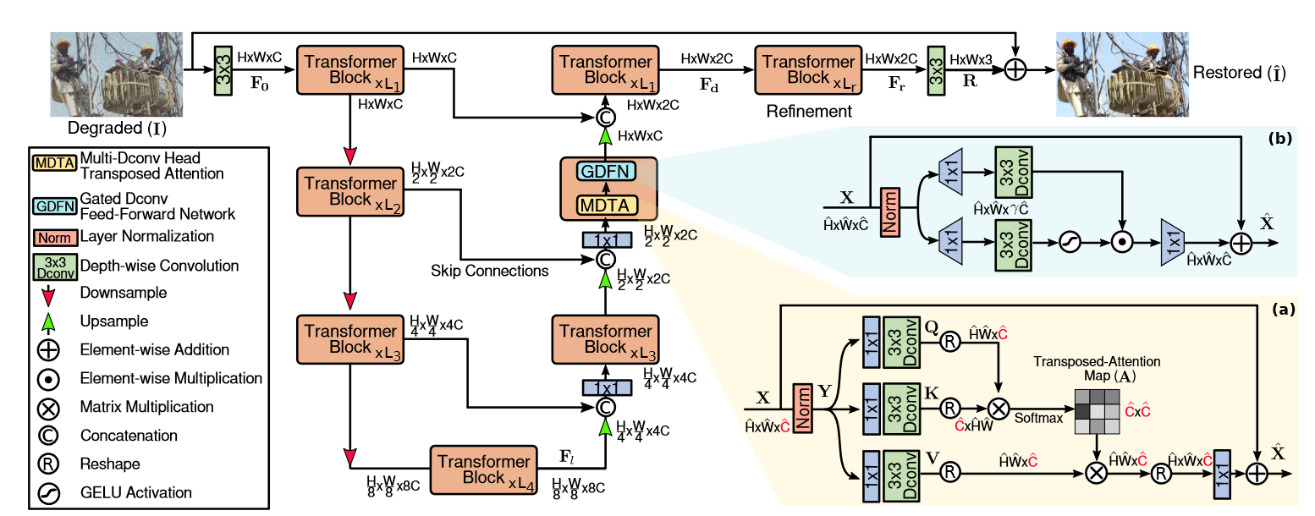 Degraded (I)
3x3
HxWxC
F₀
Transformer
Block xL₁
HxWxC
HxWxC
Transformer
Block xL₁
HxWx2C
F_d
Transformer
Block xLᵣ
Refinement
HxWx2C
Fᵣ
3x3
HxWx3
R
Restored (Î)
HxWx2C
C
HxWxC
MDTA Multi-Dconv Head
Transposed Attention
GDFN Gated Dconv
Feed-Forward Network
Norm Layer Normalization
3x3
Dconv Depth-wise Convolution
Downsample
Upsample
Element-wise Addition
Element-wise Multiplication
Matrix Multiplication
C Concatenation
R Reshape
GELU Activation
Transformer
Block xL₂
H/2xW/2x2C
Skip Connections
GDFN
MDTA
H/2xW/2x2C
1x1
C
H/2xW/2x2C
Transformer
Block xL₃
H/4xW/4x4C
Transformer
Block xL₃
H/4xW/4x4C
1x1
C
H/4xW/4x4C
H/8xW/8x8C
Transformer
Block xL₄
F_l
H/8xW/8x8C
(b)
X
ĤxŴxĈ
Norm
1x1
3x3
Dconv
ĤxŴxγĈ
1x1
3x3
Dconv
1x1
ĤxŴxĈ
X̂
(a)
X
ĤxŴxĈ
Norm
Y
1x1
3x3
Dconv
Q
R
ĤŴxĈ
1x1
3x3
Dconv
K
R
ĈxĤŴ
Softmax
Transposed-Attention
Map (A)
ĈxĈ
1x1
3x3
Dconv
V
R
ĤŴxĈ
ĤŴxĈ
R
ĤxŴxĈ
1x1
X̂